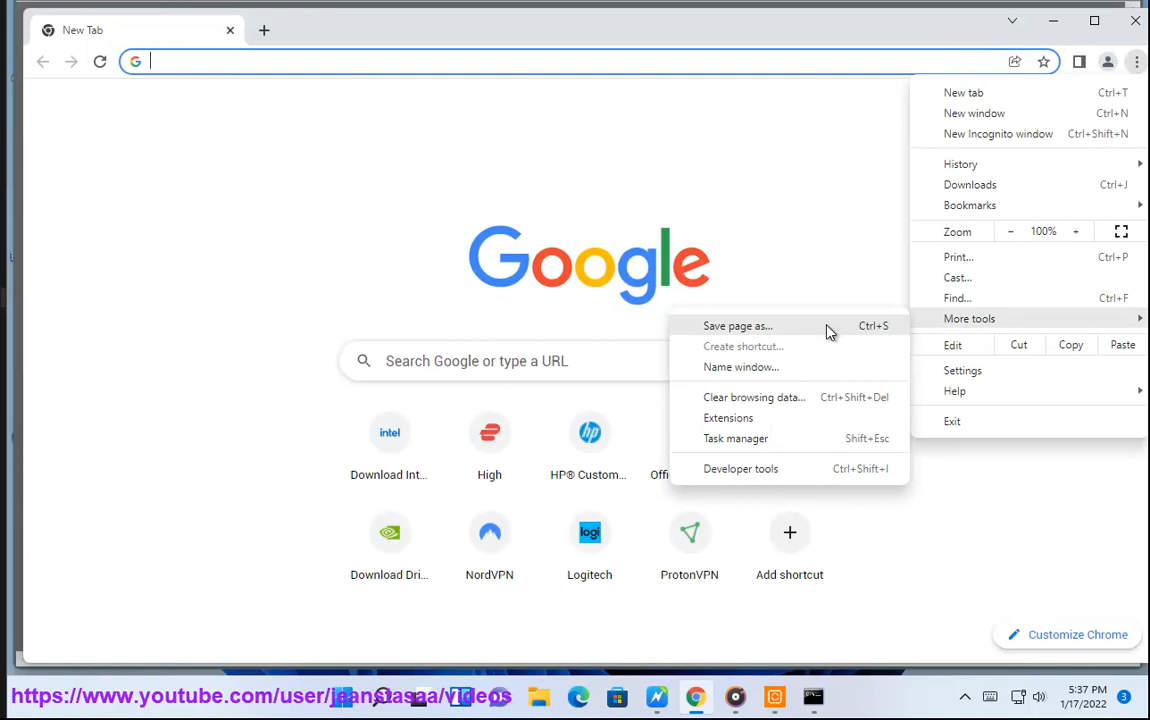 New Tab
New tab Ctrl+T
New window Ctrl+N
New Incognito window Ctrl+Shift+N
History
Downloads Ctrl+J
Bookmarks
Zoom - 100% +
Print... Ctrl+P
Cast...
Find... Ctrl+F
More tools
Edit Cut Copy Paste
Settings
Help
Exit
Google
Save page as... Ctrl+S
Create shortcut...
Name window...
Clear browsing data... Ctrl+Shift+Del
Extensions
Task manager Shift+Esc
Developer tools Ctrl+Shift+I
Search Google or type a URL
intel
hp
Download Int...
High
HP® Custom...
logi
Download Dri...
NordVPN
Logitech
ProtonVPN
Add shortcut
Customize Chrome
https://www.youtube.com/user/jeanstasaa/videos
5:37 PM
1/17/2022
3